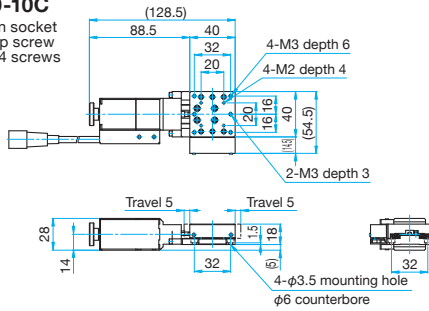 -10C
n socket
p screw
4 screws
(128.5)
88.5
40
32
20
4-M3 depth 6
4-M2 depth 4
20
16
16
40
(14.5)
(54.5)
2-M3 depth 3
Travel 5
Travel 5
28
14
1.5
18
(5)
32
32
4-φ3.5 mounting hole
φ6 counterbore